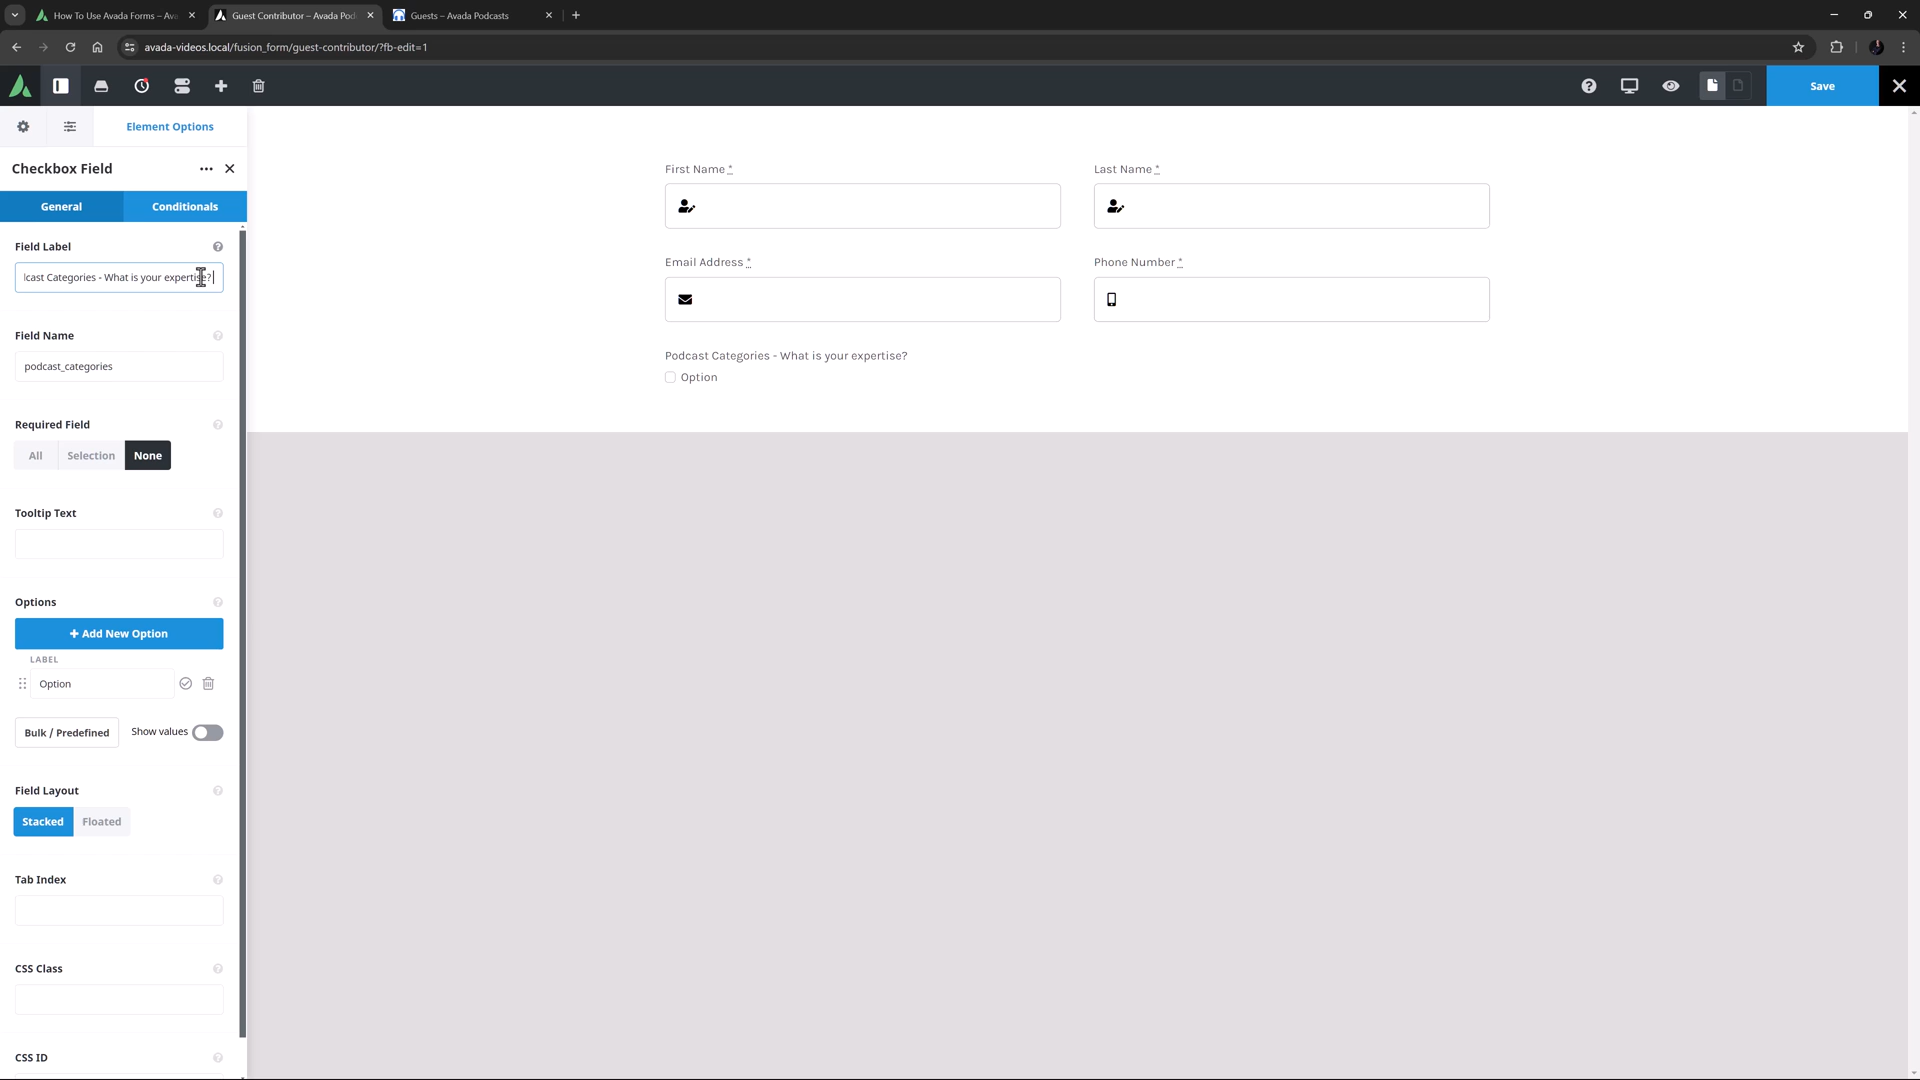 How To Use Avada Forms – Ava
Guest Contributor – Avada Pod
Guests – Avada Podcasts
avada-videos.local/fusion_form/guest-contributor/?fb-edit=1
Save
Element Options
Checkbox Field
General
Conditionals
Field Label
cast Categories - What is your expertise?
Field Name
podcast_categories
Required Field
All
Selection
None
Tooltip Text
Options
+ Add New Option
LABEL
Option
Bulk / Predefined
Show values
Field Layout
Stacked
Floated
Tab Index
CSS Class
CSS ID
First Name *
Last Name *
Email Address *
Phone Number *
Podcast Categories - What is your expertise?
Option